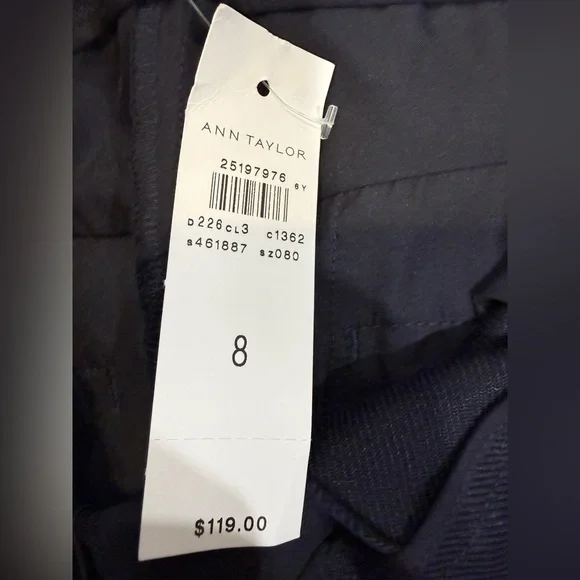 ANN TAYLOR
25197976 6Y
D226CL3 C1362
S461887 SZ080
8
$119.00